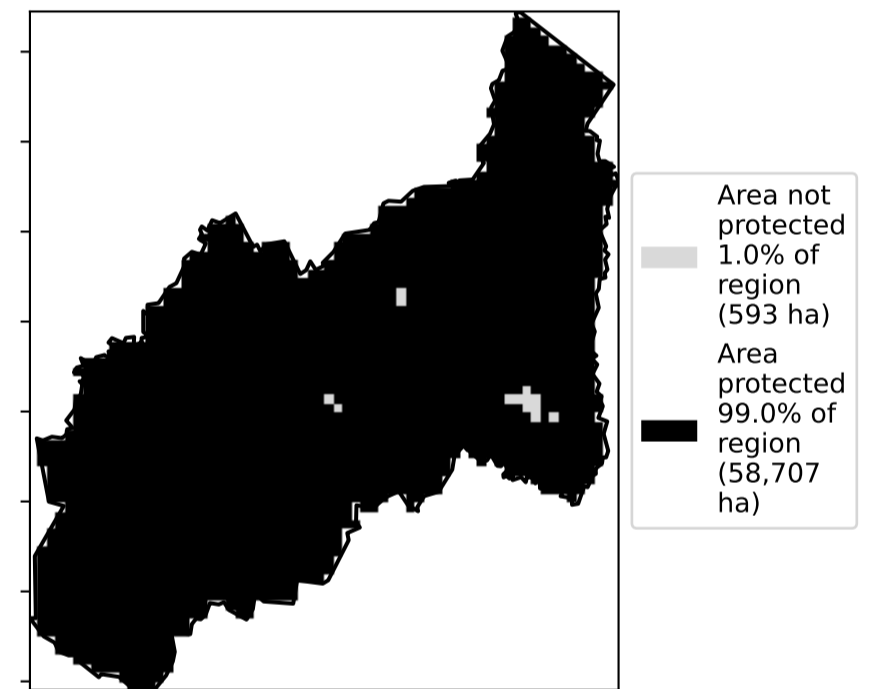 Area not
protected
1.0% of
region
(593 ha)
Area
protected
99.0% of
region
(58,707
ha)